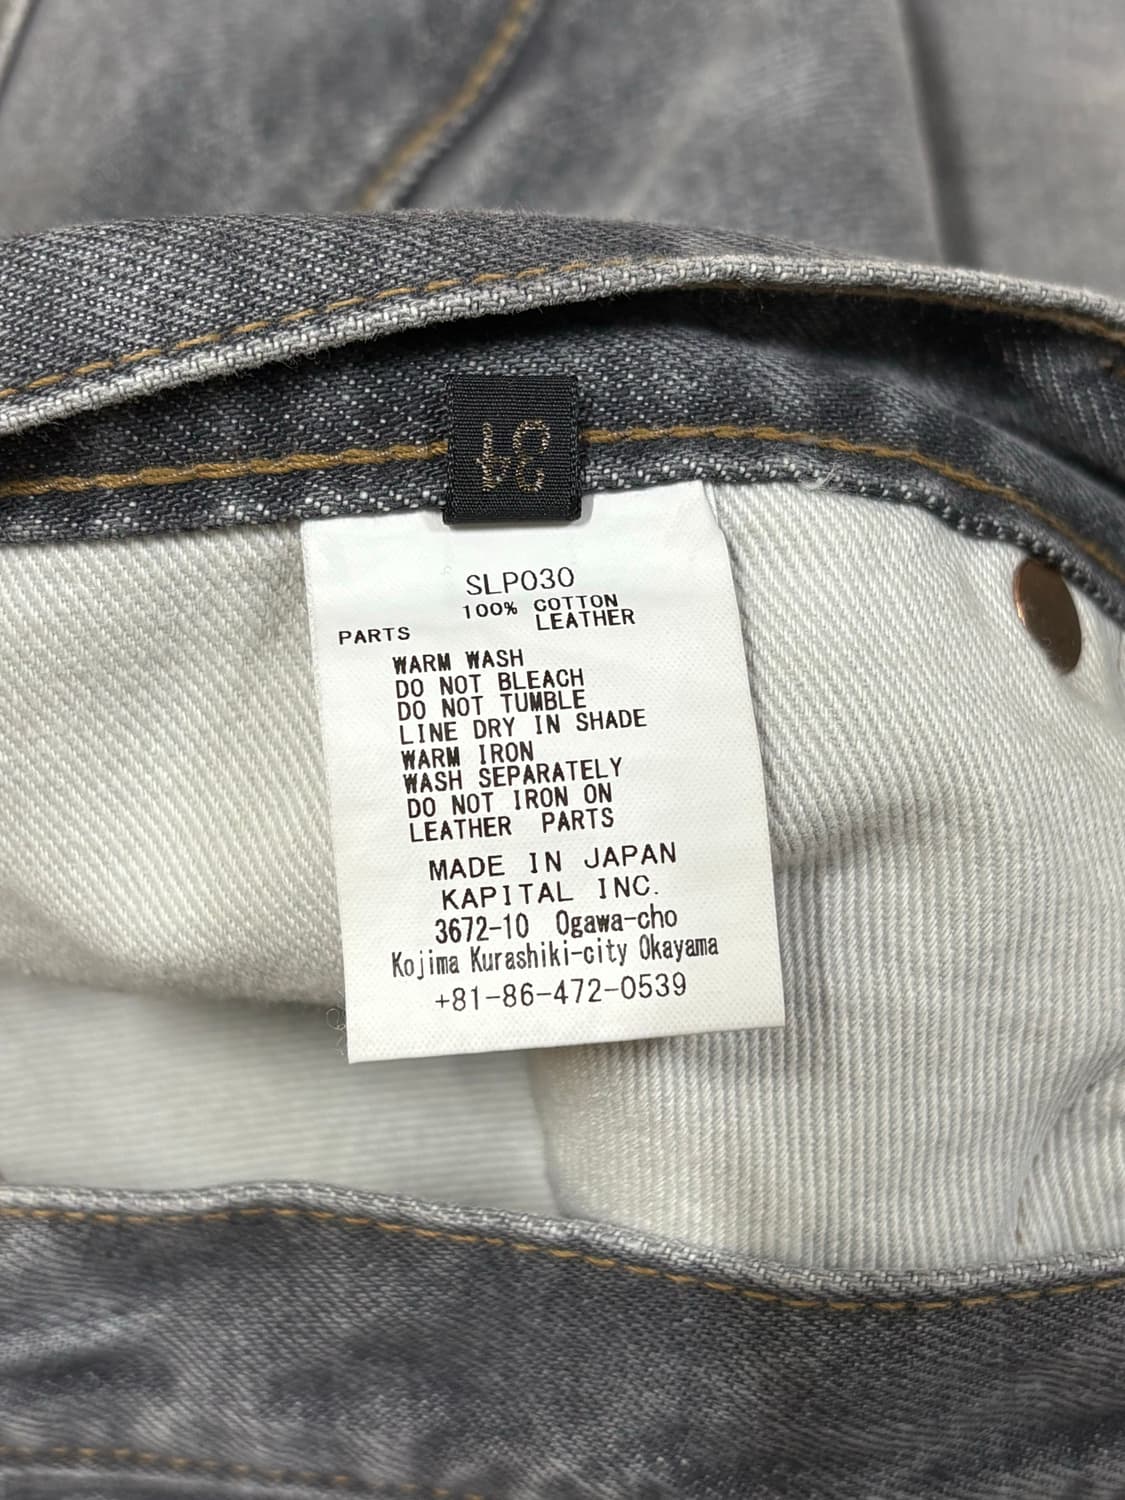 34
SLP030
100% COTTON
PARTS LEATHER
WARM WASH
DO NOT BLEACH
DO NOT TUMBLE
LINE DRY IN SHADE
WARM IRON
WASH SEPARATELY
DO NOT IRON ON
LEATHER PARTS
MADE IN JAPAN
KAPITAL INC.
3672-10 Ogawa-cho
Kojima Kurashiki-city Okayama
+81-86-472-0539